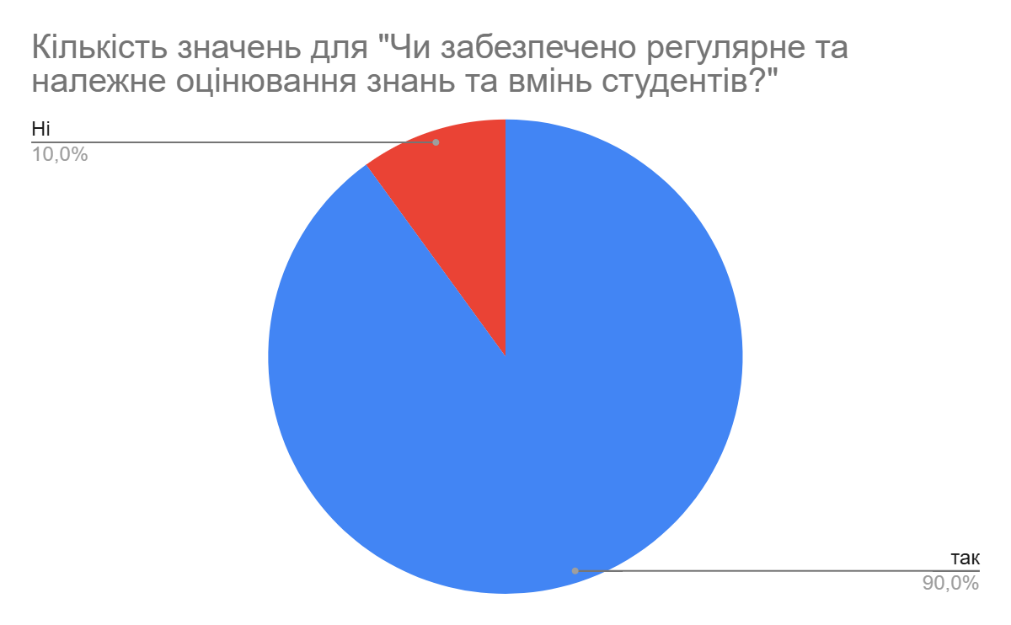 Кількість значень для "Чи забезпечено регулярне та
належне оцінювання знань та вмінь студентів?"
Ні
10,0%
так
90,0%